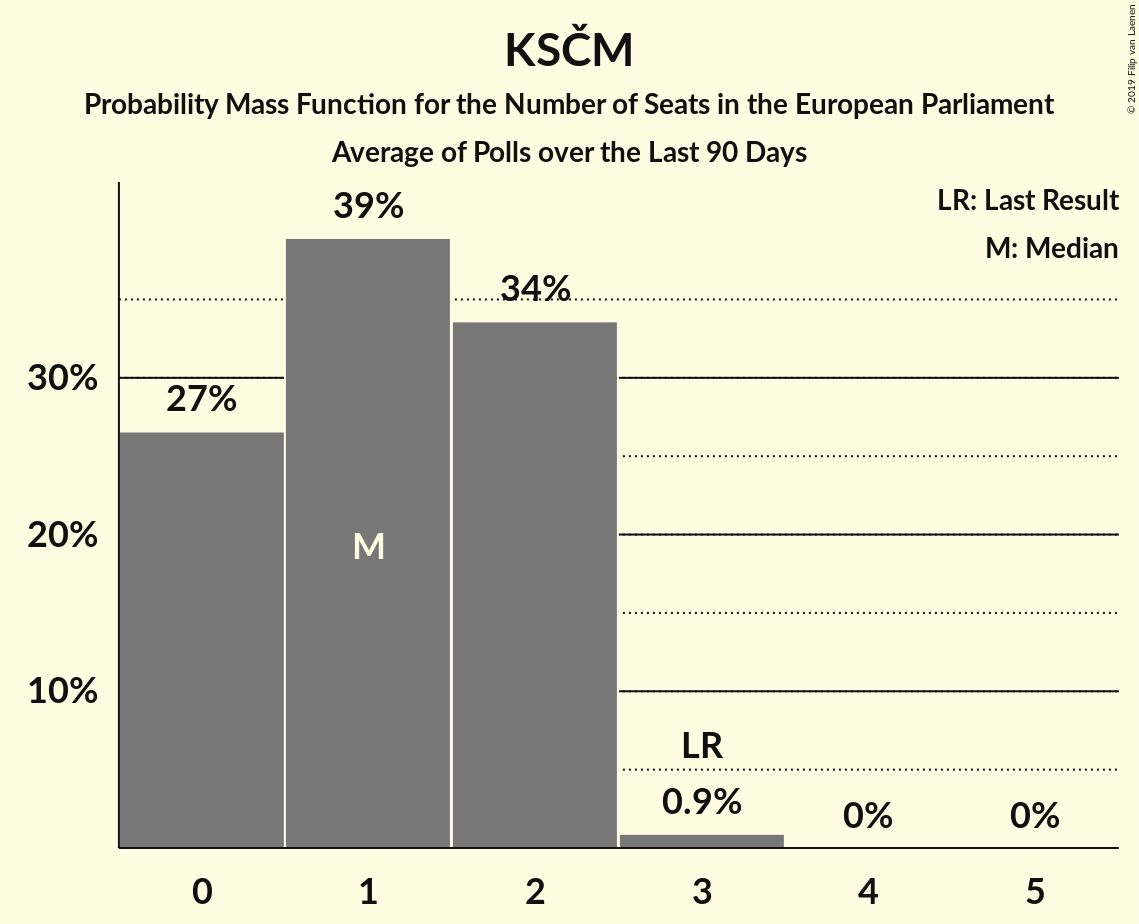 KSČM
Probability Mass Function for the Number of Seats in the European Parliament
Average of Polls over the Last 90 Days
© 2019 Filip van Laenen
LR: Last Result
M: Median
39%
34%
30%
27%
20%
M
10%
LR
0.9%
0%
0%
0 1 2 3 4 5